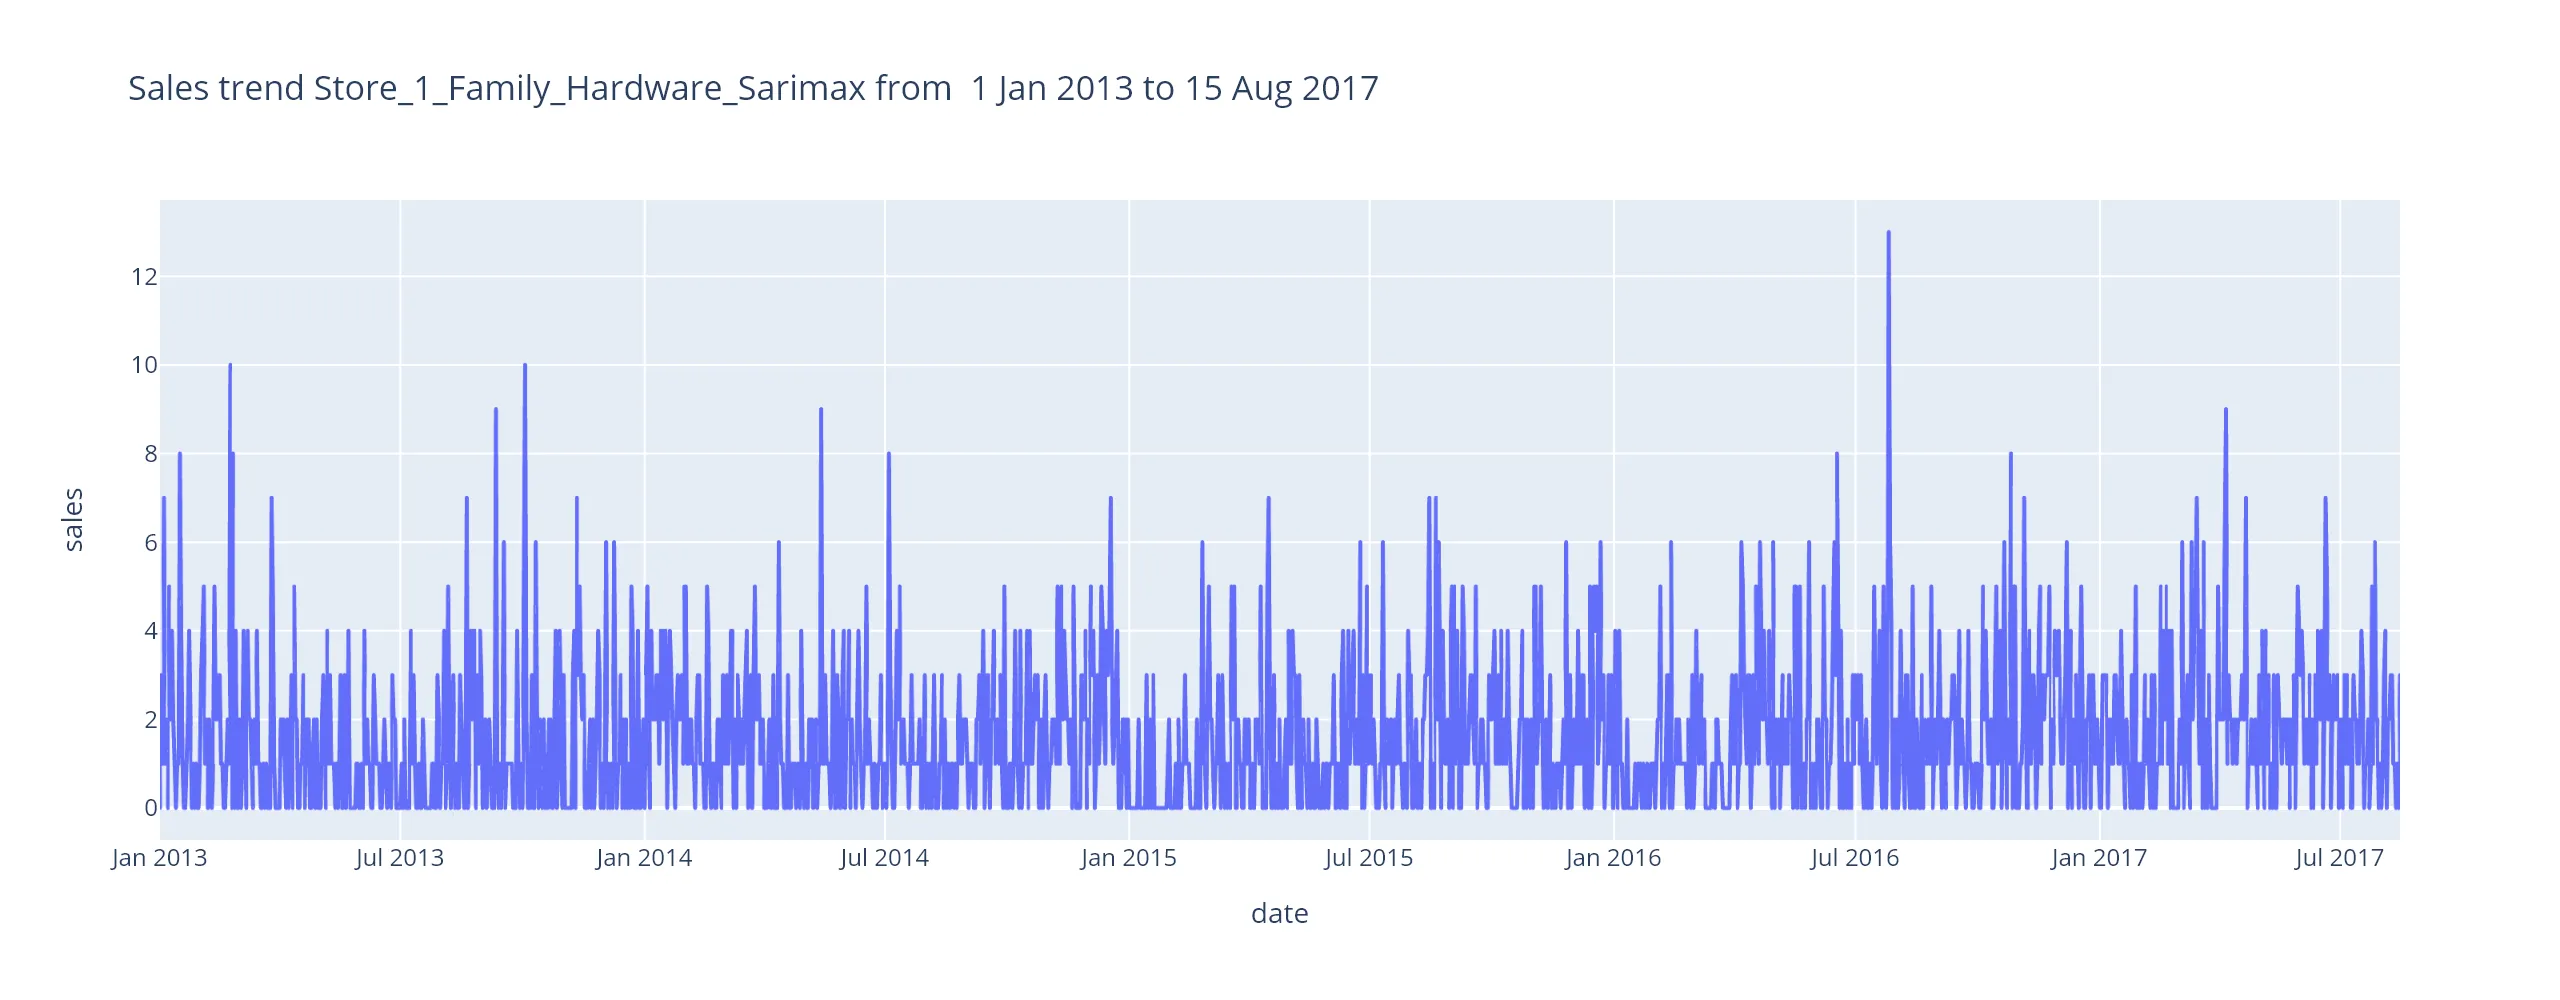 Sales trend Store_1_Family_Hardware_Sarimax from  1 Jan 2013 to 15 Aug 2017
sales
12
10
8
6
4
2
0
Jan 2013 Jul 2013 Jan 2014 Jul 2014 Jan 2015 Jul 2015 Jan 2016 Jul 2016 Jan 2017 Jul 2017
date